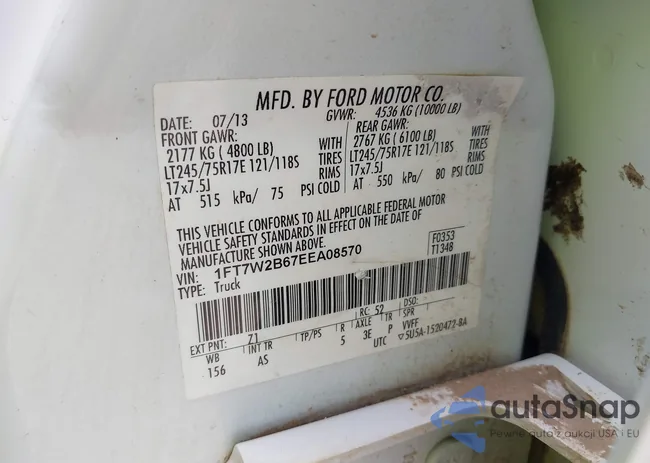 MFD. BY FORD MOTOR CO.
DATE: 07/13 GVWR: 4536 KG (10000 LB)
FRONT GAWR: REAR GAWR:
2177 KG ( 4800 LB) WITH 2767 KG ( 6100 LB) WITH
LT245/75R17E 121/118S TIRES LT245/75R17E 121/118S TIRES
17x7.5J RIMS 17x7.5J RIMS
AT 515 kPa/ 75 PSI COLD AT 550 kPa/ 80 PSI COLD
THIS VEHICLE CONFORMS TO ALL APPLICABLE FEDERAL MOTOR
VEHICLE SAFETY STANDARDS IN EFFECT ON THE DATE OF
MANUFACTURE SHOWN ABOVE.
VIN: 1FT7W2B67EEA08570 F0353
TYPE: Truck T1348
EXT PNT: Z1 RC: 52 DSO:
WB INT TR TP/PS R AXLE TR SPR
156 AS 5 3E P VVFF
UTC ▽5U5A-1520472-BA
autaSnap
Pewne auto z aukcji USA i EU